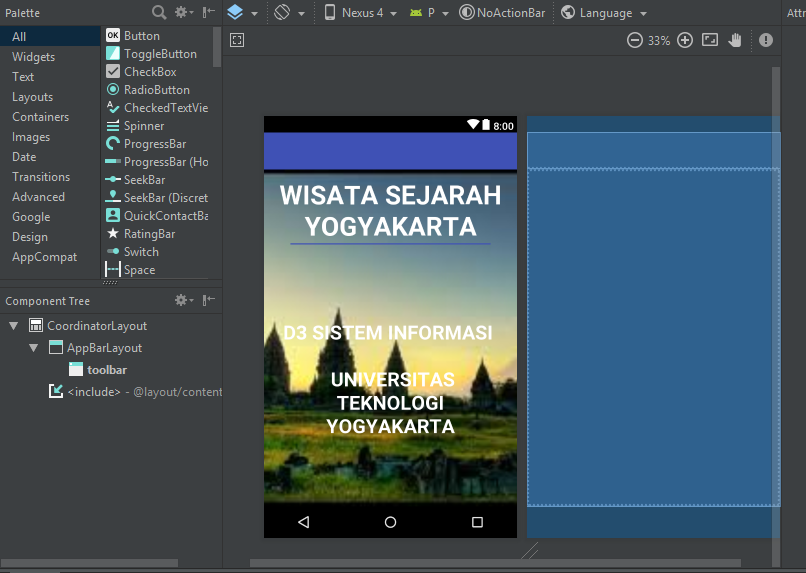 Palette
Nexus 4
P
NoActionBar
Language
Attr
All
Widgets
Text
Layouts
Containers
Images
Date
Transitions
Advanced
Google
Design
AppCompat
OK Button
ToggleButton
CheckBox
RadioButton
CheckedTextVie
Spinner
ProgressBar
ProgressBar (Ho
SeekBar
SeekBar (Discret
QuickContactBa
RatingBar
Switch
Space
33%
Component Tree
CoordinatorLayout
AppBarLayout
toolbar
<include> - @layout/content
8:00
WISATA SEJARAH
YOGYAKARTA
D3 SISTEM INFORMASI
UNIVERSITAS
TEKNOLOGI
YOGYAKARTA